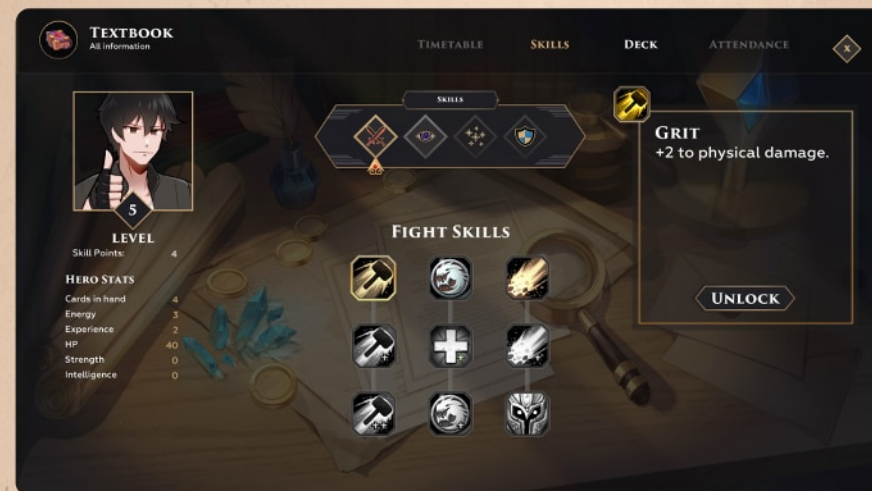 TEXTBOOK
All information
TIMETABLE
SKILLS
DECK
ATTENDANCE
X
SKILLS
5
LEVEL
Skill Points: 4
HERO STATS
Cards in hand 4
Energy 3
Experience 2
HP 40
Strength 0
Intelligence 0
FIGHT SKILLS
GRIT
+2 to physical damage.
UNLOCK